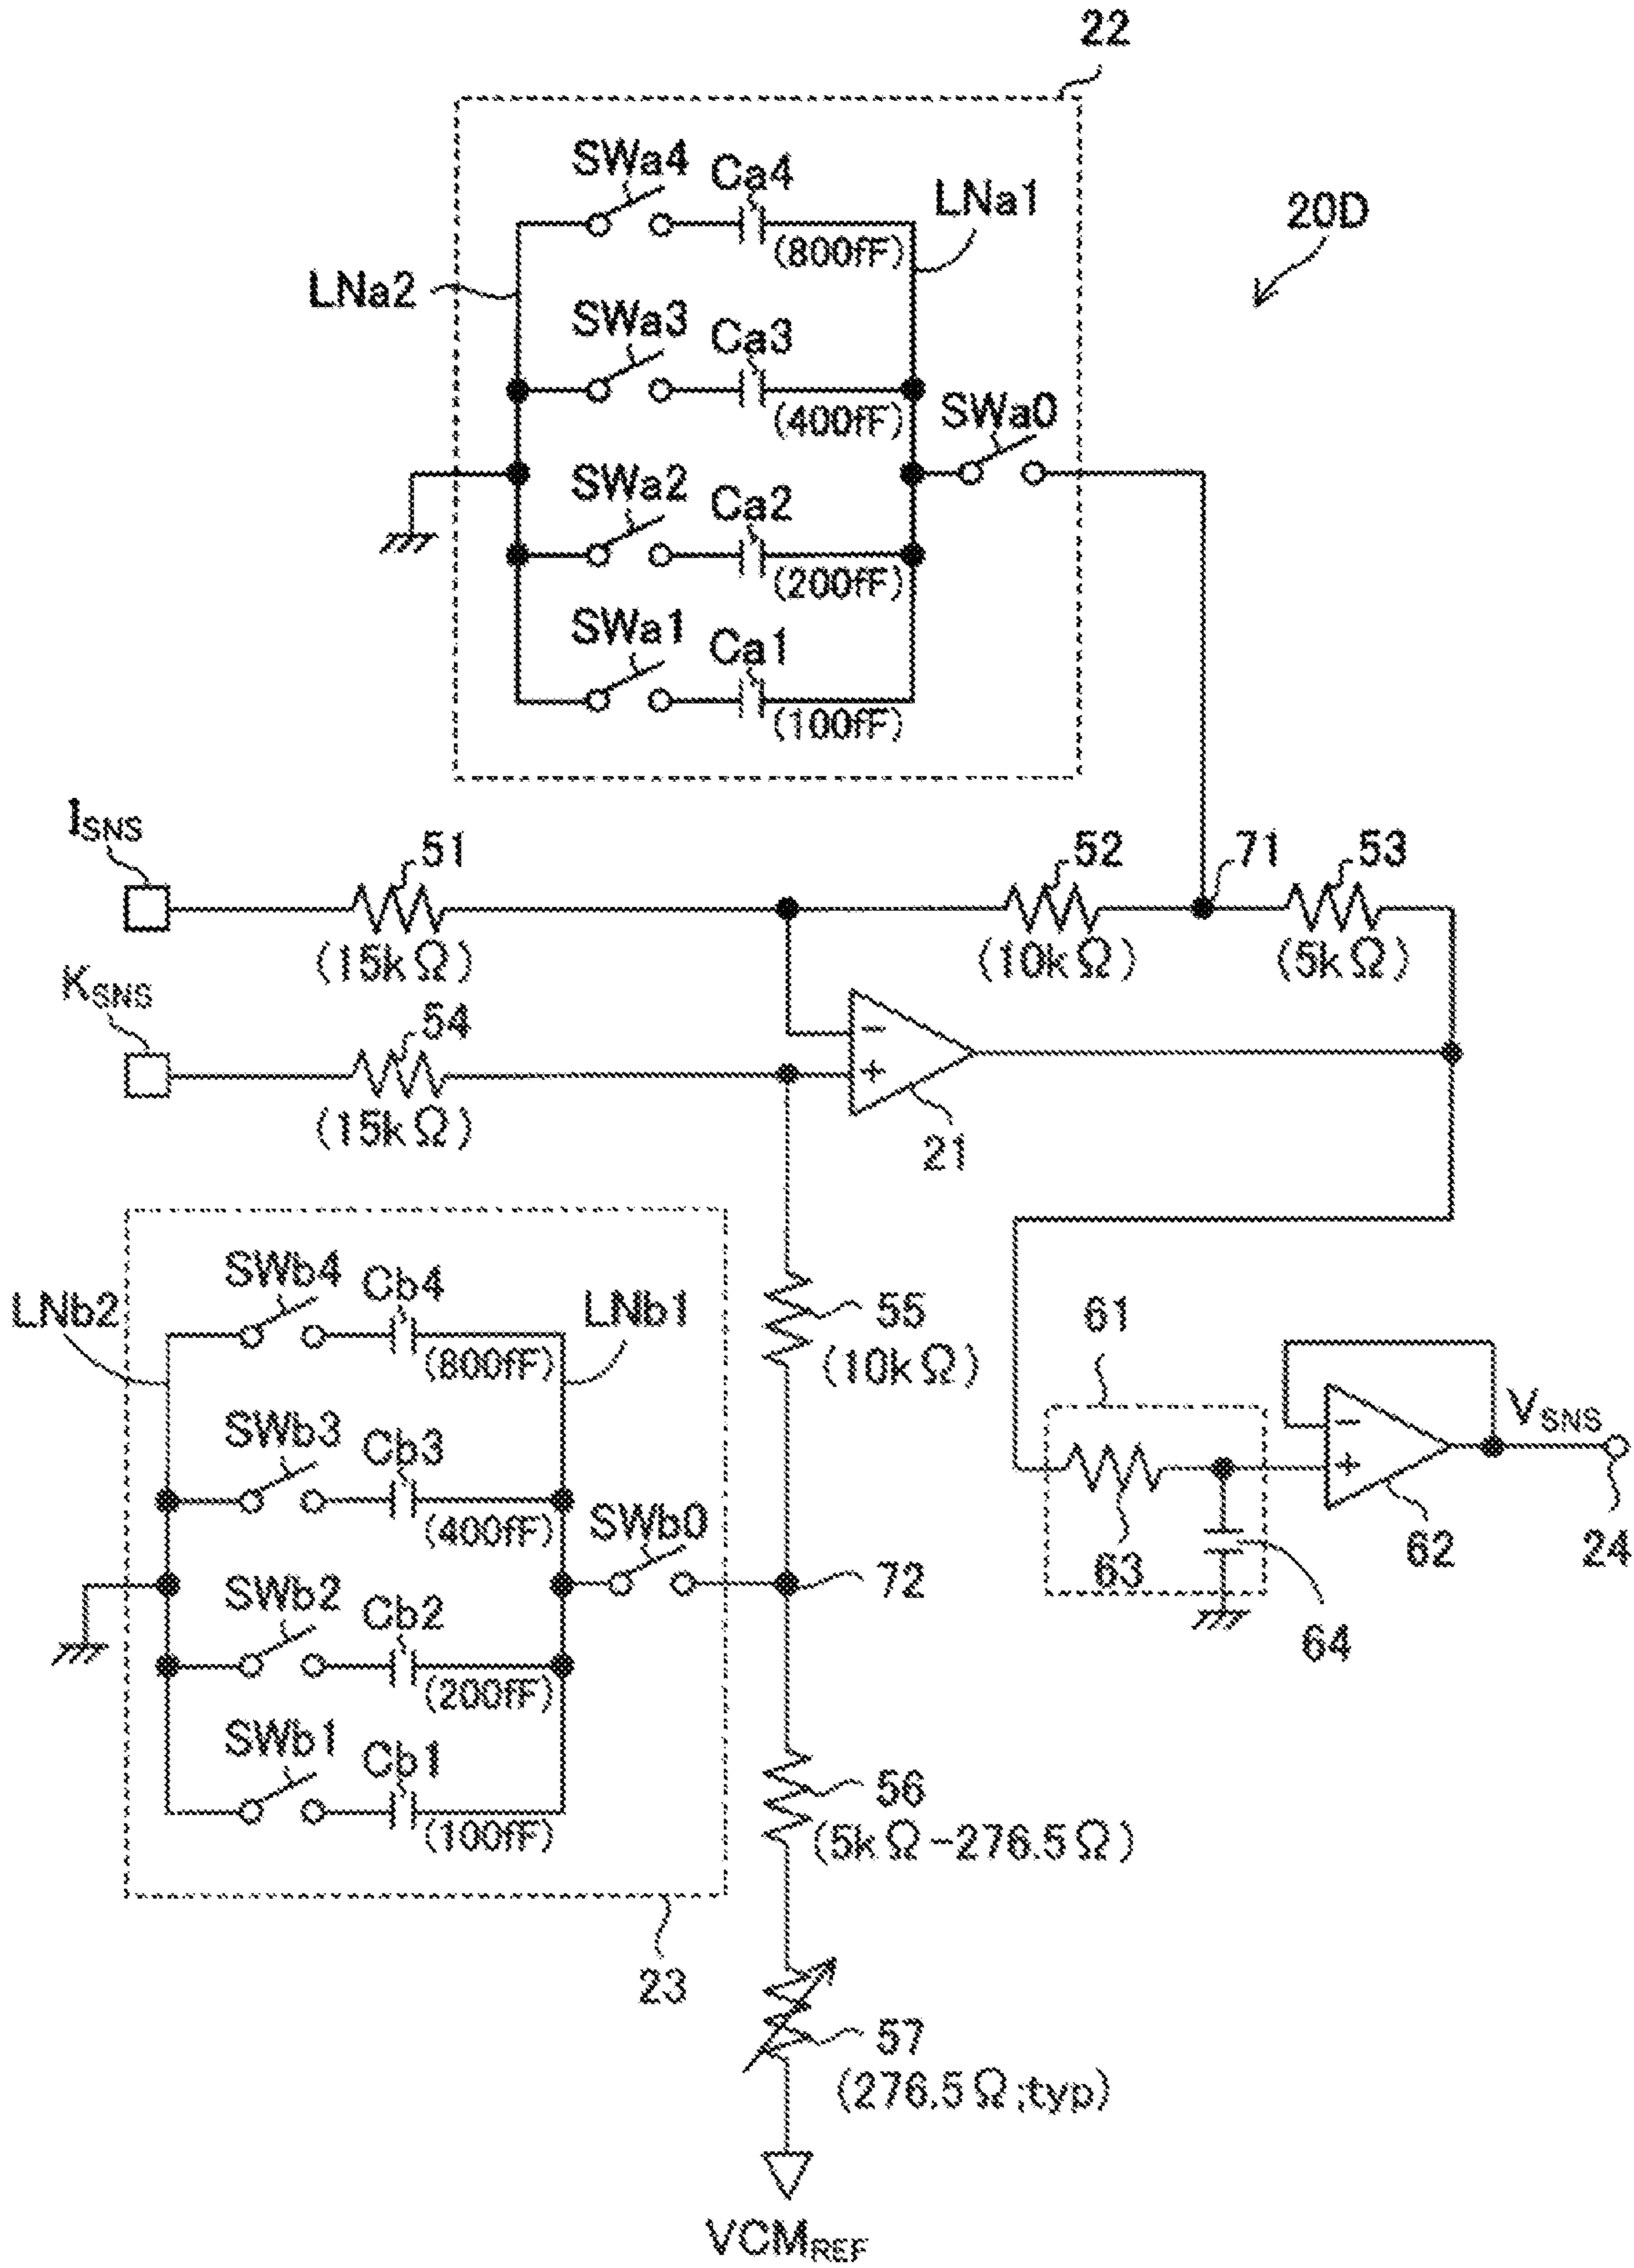 22
SWa4 Ca4 LNa1
(800fF)
20D
LNa2
SWa3 Ca3
(400fF)
SWa0
SWa2 Ca2
(200fF)
SWa1 Ca1
(100fF)
ISNS
51 52 71 53
(15kΩ) (10kΩ) (5kΩ)
KSNS
54
−
+
(15kΩ)
21
SWb4 Cb4
LNb2 LNb1
(800fF)
55
(10kΩ)
61
SWb3 Cb3
(400fF)
VSNS
−
+
SWb0
63 62 24
SWb2 Cb2
72
(200fF)
64
SWb1 Cb1
(100fF)
56
(5kΩ−276.5Ω)
23
57
(276.5Ω;typ)
VCMREF